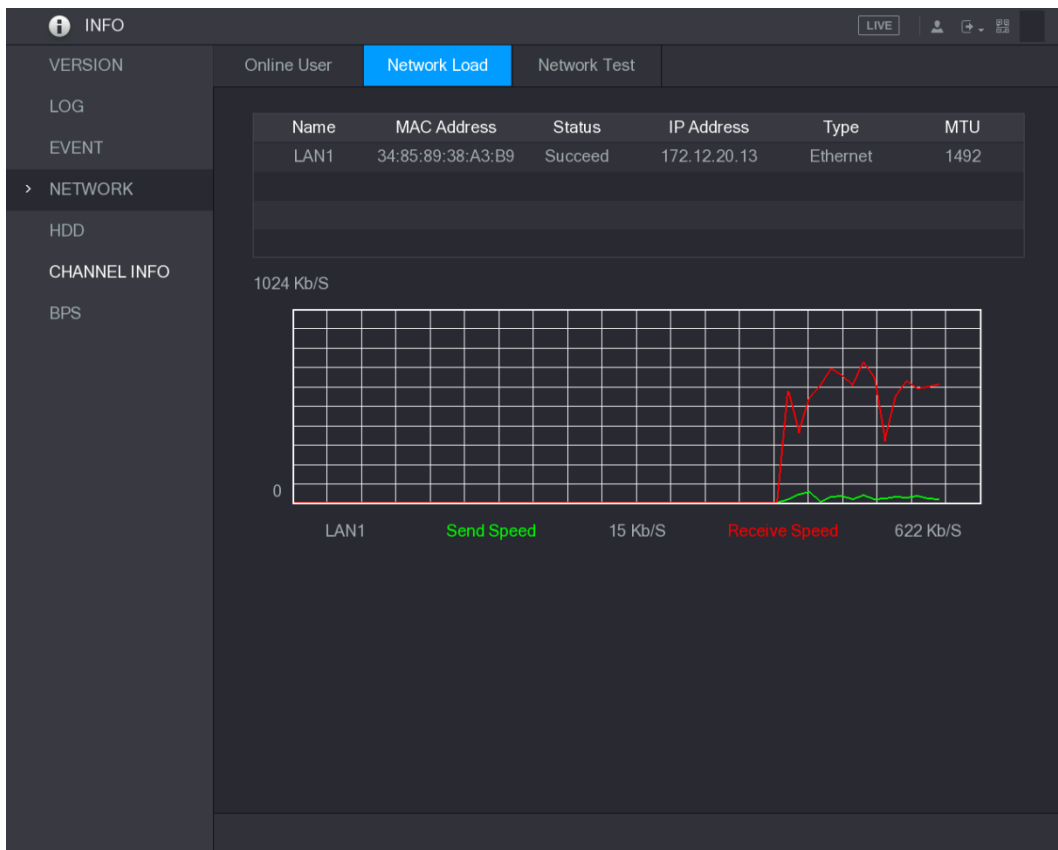 INFO LIVE
VERSION
LOG
EVENT
NETWORK
HDD
CHANNEL INFO
BPS
Online User Network Load Network Test
Name MAC Address Status IP Address Type MTU
LAN1 34:85:89:38:A3:B9 Succeed 172.12.20.13 Ethernet 1492
1024 Kb/S
0
LAN1 Send Speed 15 Kb/S Receive Speed 622 Kb/S